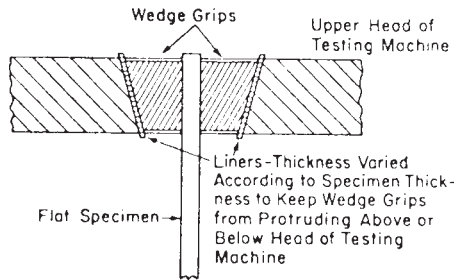 Wedge Grips
Upper Head of
Testing Machine
Liners-Thickness Varied
According to Specimen Thick-
ness to Keep Wedge Grips
from Protruding Above or
Below Head of Testing
Machine
Flat Specimen